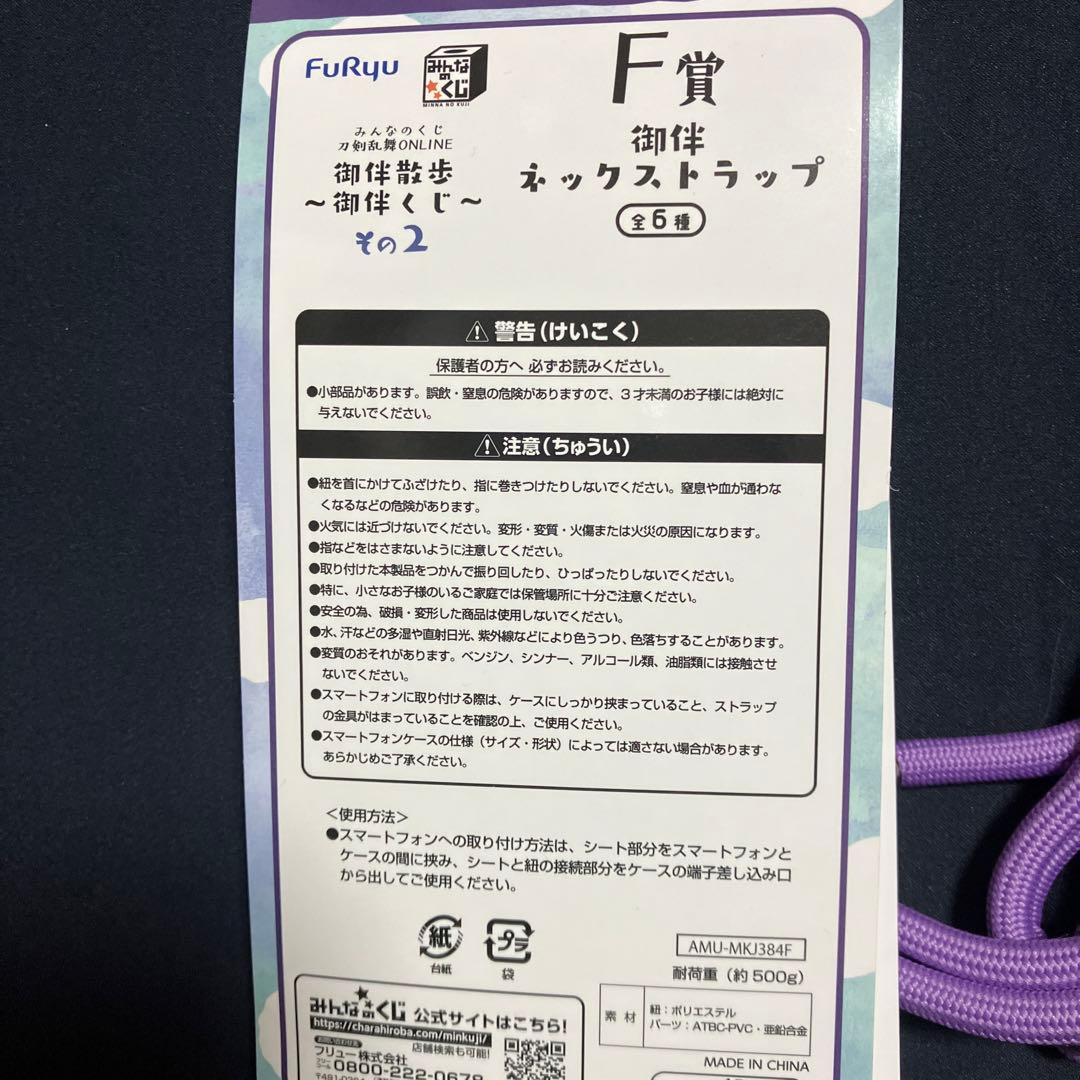 FuRyu
みんなのくじ
MINNA NO KUJI
F賞
みんなのくじ
刀剣乱舞ONLINE
御伴散歩
～御伴くじ～
その2
御伴
ネックストラップ
全6種
警告(けいこく)
保護者の方へ 必ずお読みください。
●小部品があります。誤飲・窒息の危険がありますので、3才未満のお子様には絶対に
与えないでください。
注意(ちゅうい)
●紐を首にかけてふざけたり、指に巻きつけたりしないでください。窒息や血が通わな
くなるなどの危険があります。
●火気には近づけないでください。変形・変質・火傷または火災の原因になります。
●指などをはさまないように注意してください。
●取り付けた本製品をつかんで振り回したり、ひっぱったりしないでください。
●特に、小さなお子様のいるご家庭では保管場所に十分ご注意ください。
●安全の為、破損・変形した商品は使用しないでください。
●水、汗などの多湿や直射日光、紫外線などにより色うつり、色落ちすることがあります。
●変質のおそれがあります。ベンジン、シンナー、アルコール類、油脂類には接触させ
ないでください。
●スマートフォンに取り付ける際は、ケースにしっかり挟まっていること、ストラップ
の金具がはまっていることを確認の上、ご使用ください。
●スマートフォンケースの仕様（サイズ・形状）によっては適さない場合があります。
あらかじめご了承ください。
＜使用方法＞
●スマートフォンへの取り付け方法は、シート部分をスマートフォンと
ケースの間に挟み、シートと紐の接続部分をケースの端子差し込み口
から出してご使用ください。
紙
台紙
プラ
袋
AMU-MKJ384F
耐荷重（約500g）
素材
紐：ポリエステル
パーツ：ATBC-PVC・亜鉛合金
MADE IN CHINA
みんなのくじ 公式サイトはこちら!
https://charahiroba.com/minkuji/
店舗検索も可能!
お問い合わせ先
フリュー株式会社
フリーコール 0800-222-0678